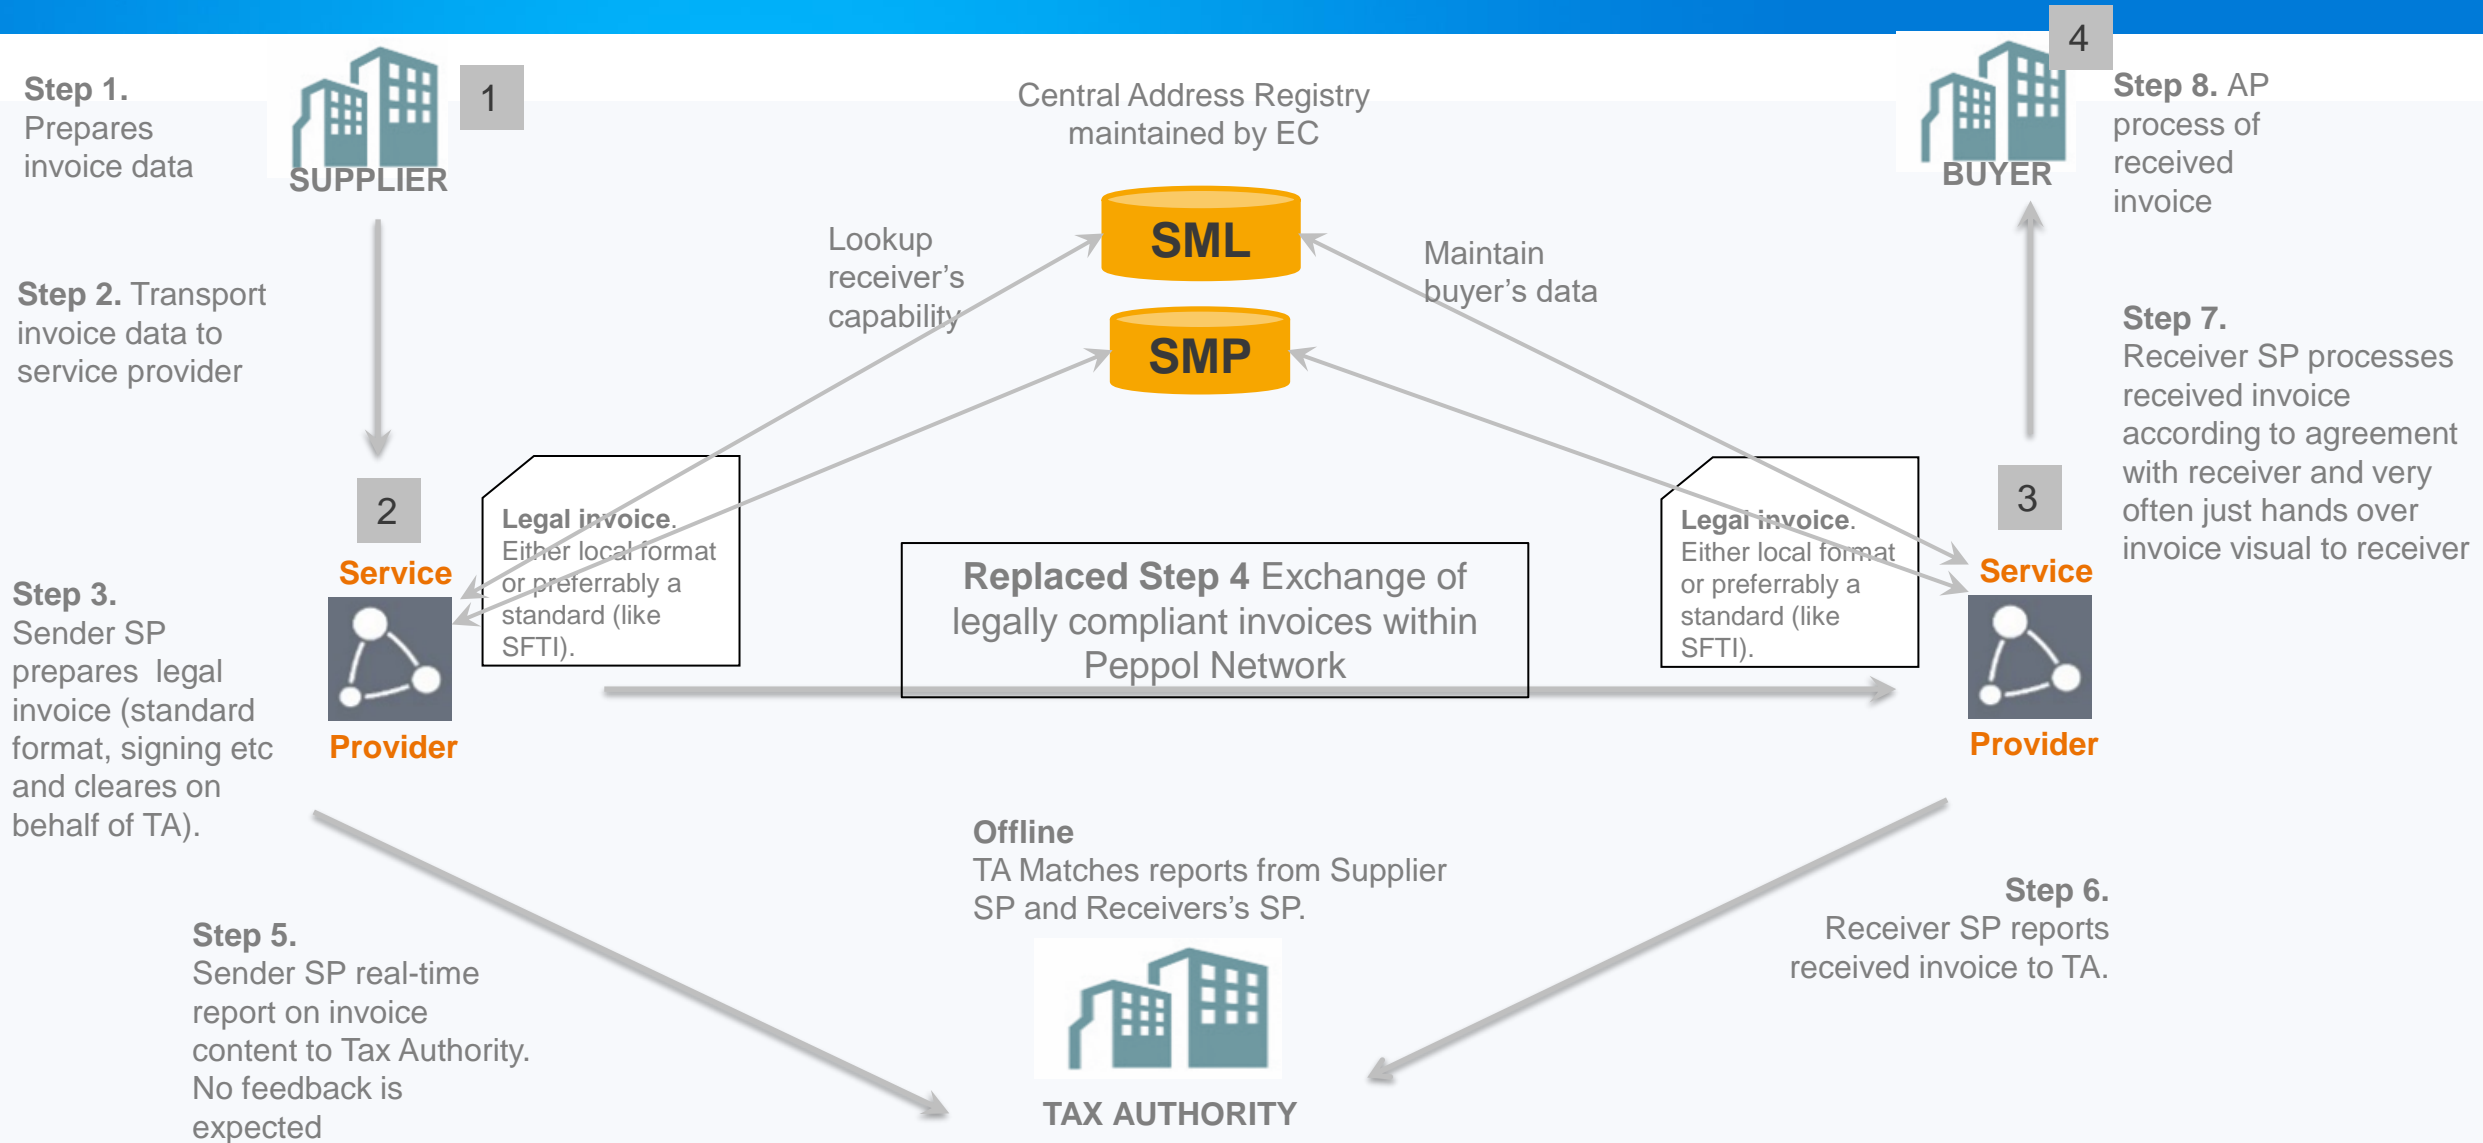 Step 1.
Prepares
invoice data
SUPPLIER
1
Central Address Registry
maintained by EC
4
BUYER
Step 8. AP
process of
received
invoice
SML
SMP
Lookup
receiver's
capability
Maintain
buyer's data
Step 2. Transport
invoice data to
service provider
Step 7.
Receiver SP processes
received invoice
according to agreement
with receiver and very
often just hands over
invoice visual to receiver
2
Service
Provider
Legal invoice.
Either local format
or preferrably a
standard (like
SFTI).
Replaced Step 4 Exchange of
legally compliant invoices within
Peppol Network
Legal invoice.
Either local format
or preferrably a
standard (like
SFTI).
3
Service
Provider
Step 3.
Sender SP
prepares  legal
invoice (standard
format, signing etc
and cleares on
behalf of TA).
Offline
TA Matches reports from Supplier
SP and Receivers's SP.
TAX AUTHORITY
Step 5.
Sender SP real-time
report on invoice
content to Tax Authority.
No feedback is
expected
Step 6.
Receiver SP reports
received invoice to TA.